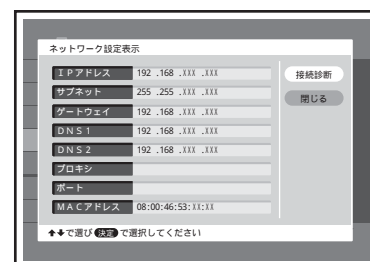 ネットワーク設定表示
IPアドレス 192 .168 .XXX .XXX
接続診断
サブネット 255 .255 .XXX .XXX
閉じる
ゲートウェイ 192 .168 .XXX .XXX
DNS1 192 .168 .XXX .XXX
DNS2 192 .168 .XXX .XXX
プロキシ
ポート
MACアドレス 08:00:46:53:XX:XX
↑↓で選び 決定 で選択してください